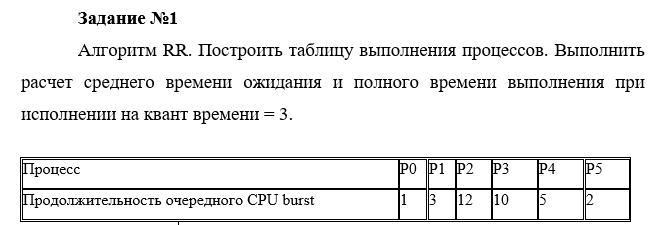 Задание №1
Алгоритм RR. Построить таблицу выполнения процессов. Выполнить
расчет среднего времени ожидания и полного времени выполнения при
исполнении на квант времени = 3.
Процесс P0 P1 P2 P3 P4 P5
Продолжительность очередного CPU burst 1 3 12 10 5 2